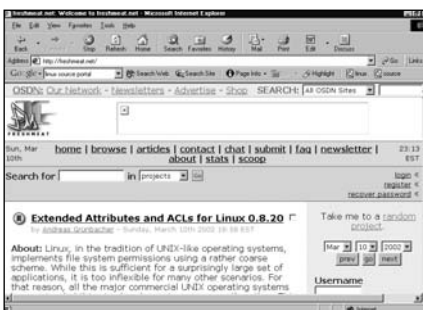 freshmeat.net: Welcome to freshmeat.net - Microsoft Internet Explorer
File Edit View Favorites Tools Help
Back Stop Refresh Home Search Favorites History Mail Print Edit Discuss
Address http://freshmeat.net/ Go Links
Google linux source portal Search Web Search Site Page Info Up Highlight linux source
OSDN: Our Network - Newsletters - Advertise - Shop SEARCH: All OSDN Sites
FRESHMEAT
Sun, Mar 10th home | browse | articles | contact | chat | submit | faq | newsletter | 23:13 EST
about | stats | scoop
Search for in projects
login
register
recover password
Extended Attributes and ACLs for Linux 0.8.20
by Andreas Gruenbacher - Sunday, March 10th 2002 16:58 EST
About: Linux, in the tradition of UNIX-like operating systems,
implements file system permissions using a rather coarse
scheme. While this is sufficient for a surprisingly large set of
applications, it is too inflexible for many other scenarios. For
that reason, all the major commercial UNIX operating systems
Take me to a random
project.
Mar 10 2002
prev go next
Username
Internet